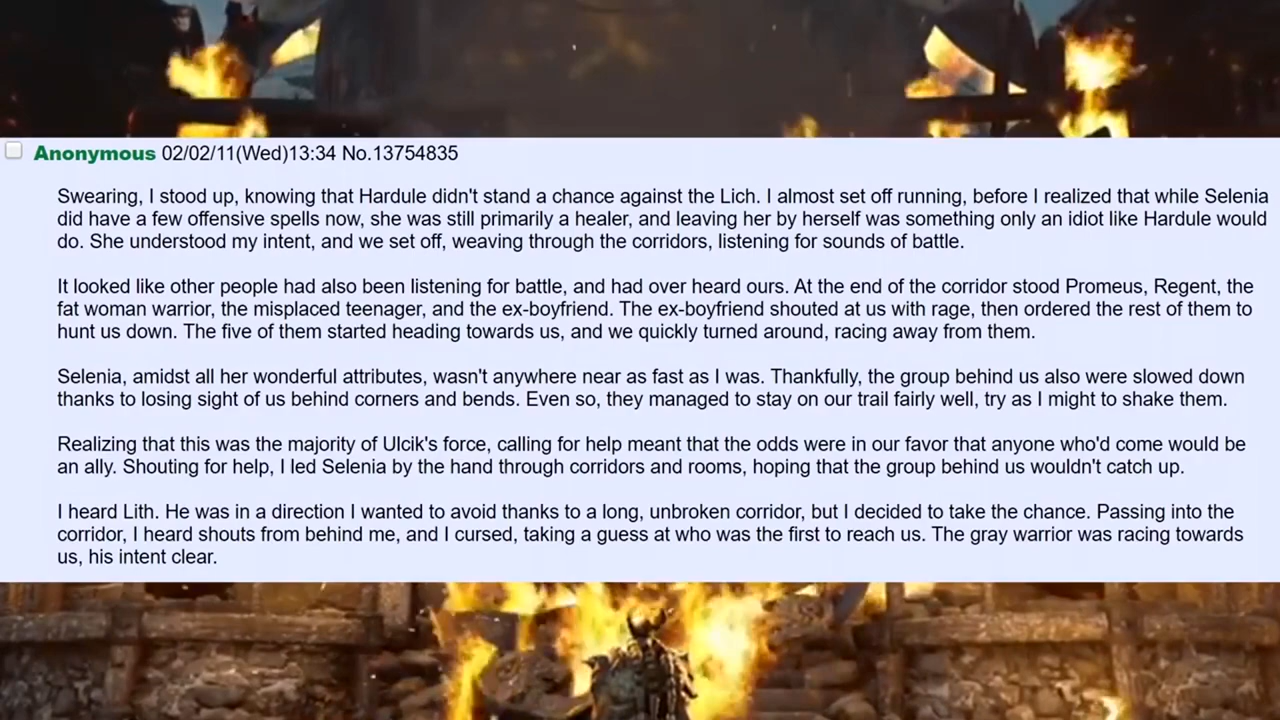 Anonymous 02/02/11(Wed)13:34 No.13754835
Swearing, I stood up, knowing that Hardule didn't stand a chance against the Lich. I almost set off running, before I realized that while Selenia
did have a few offensive spells now, she was still primarily a healer, and leaving her by herself was something only an idiot like Hardule would
do. She understood my intent, and we set off, weaving through the corridors, listening for sounds of battle.
It looked like other people had also been listening for battle, and had over heard ours. At the end of the corridor stood Promeus, Regent, the
fat woman warrior, the misplaced teenager, and the ex-boyfriend. The ex-boyfriend shouted at us with rage, then ordered the rest of them to
hunt us down. The five of them started heading towards us, and we quickly turned around, racing away from them.
Selenia, amidst all her wonderful attributes, wasn't anywhere near as fast as I was. Thankfully, the group behind us also were slowed down
thanks to losing sight of us behind corners and bends. Even so, they managed to stay on our trail fairly well, try as I might to shake them.
Realizing that this was the majority of Ulcik's force, calling for help meant that the odds were in our favor that anyone who'd come would be
an ally. Shouting for help, I led Selenia by the hand through corridors and rooms, hoping that the group behind us wouldn't catch up.
I heard Lith. He was in a direction I wanted to avoid thanks to a long, unbroken corridor, but I decided to take the chance. Passing into the
corridor, I heard shouts from behind me, and I cursed, taking a guess at who was the first to reach us. The gray warrior was racing towards
us, his intent clear.